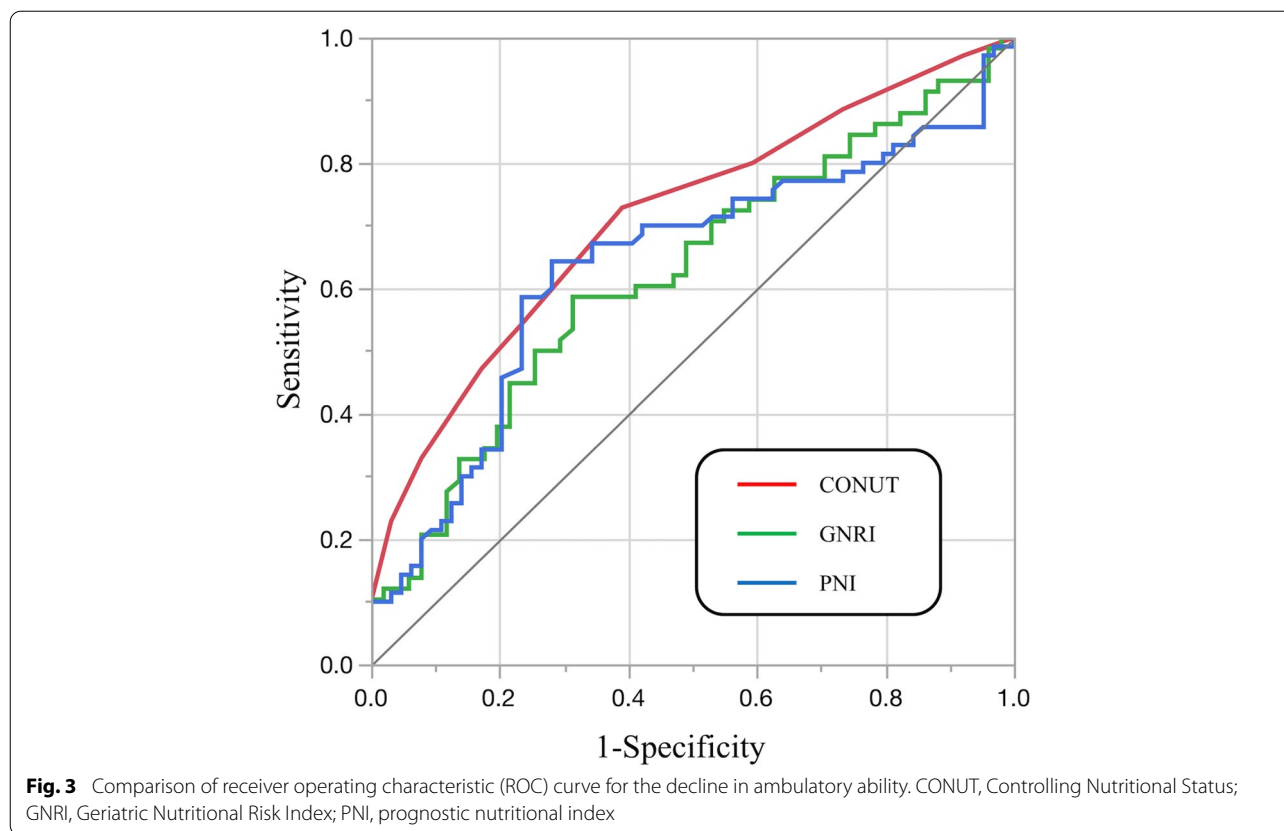 1.0
0.8
0.6
0.4
0.2
0.0
Sensitivity
CONUT
GNRI
PNI
0.0 0.2 0.4 0.6 0.8 1.0
1-Specificity
Fig. 3 Comparison of receiver operating characteristic (ROC) curve for the decline in ambulatory ability. CONUT, Controlling Nutritional Status;
GNRI, Geriatric Nutritional Risk Index; PNI, prognostic nutritional index